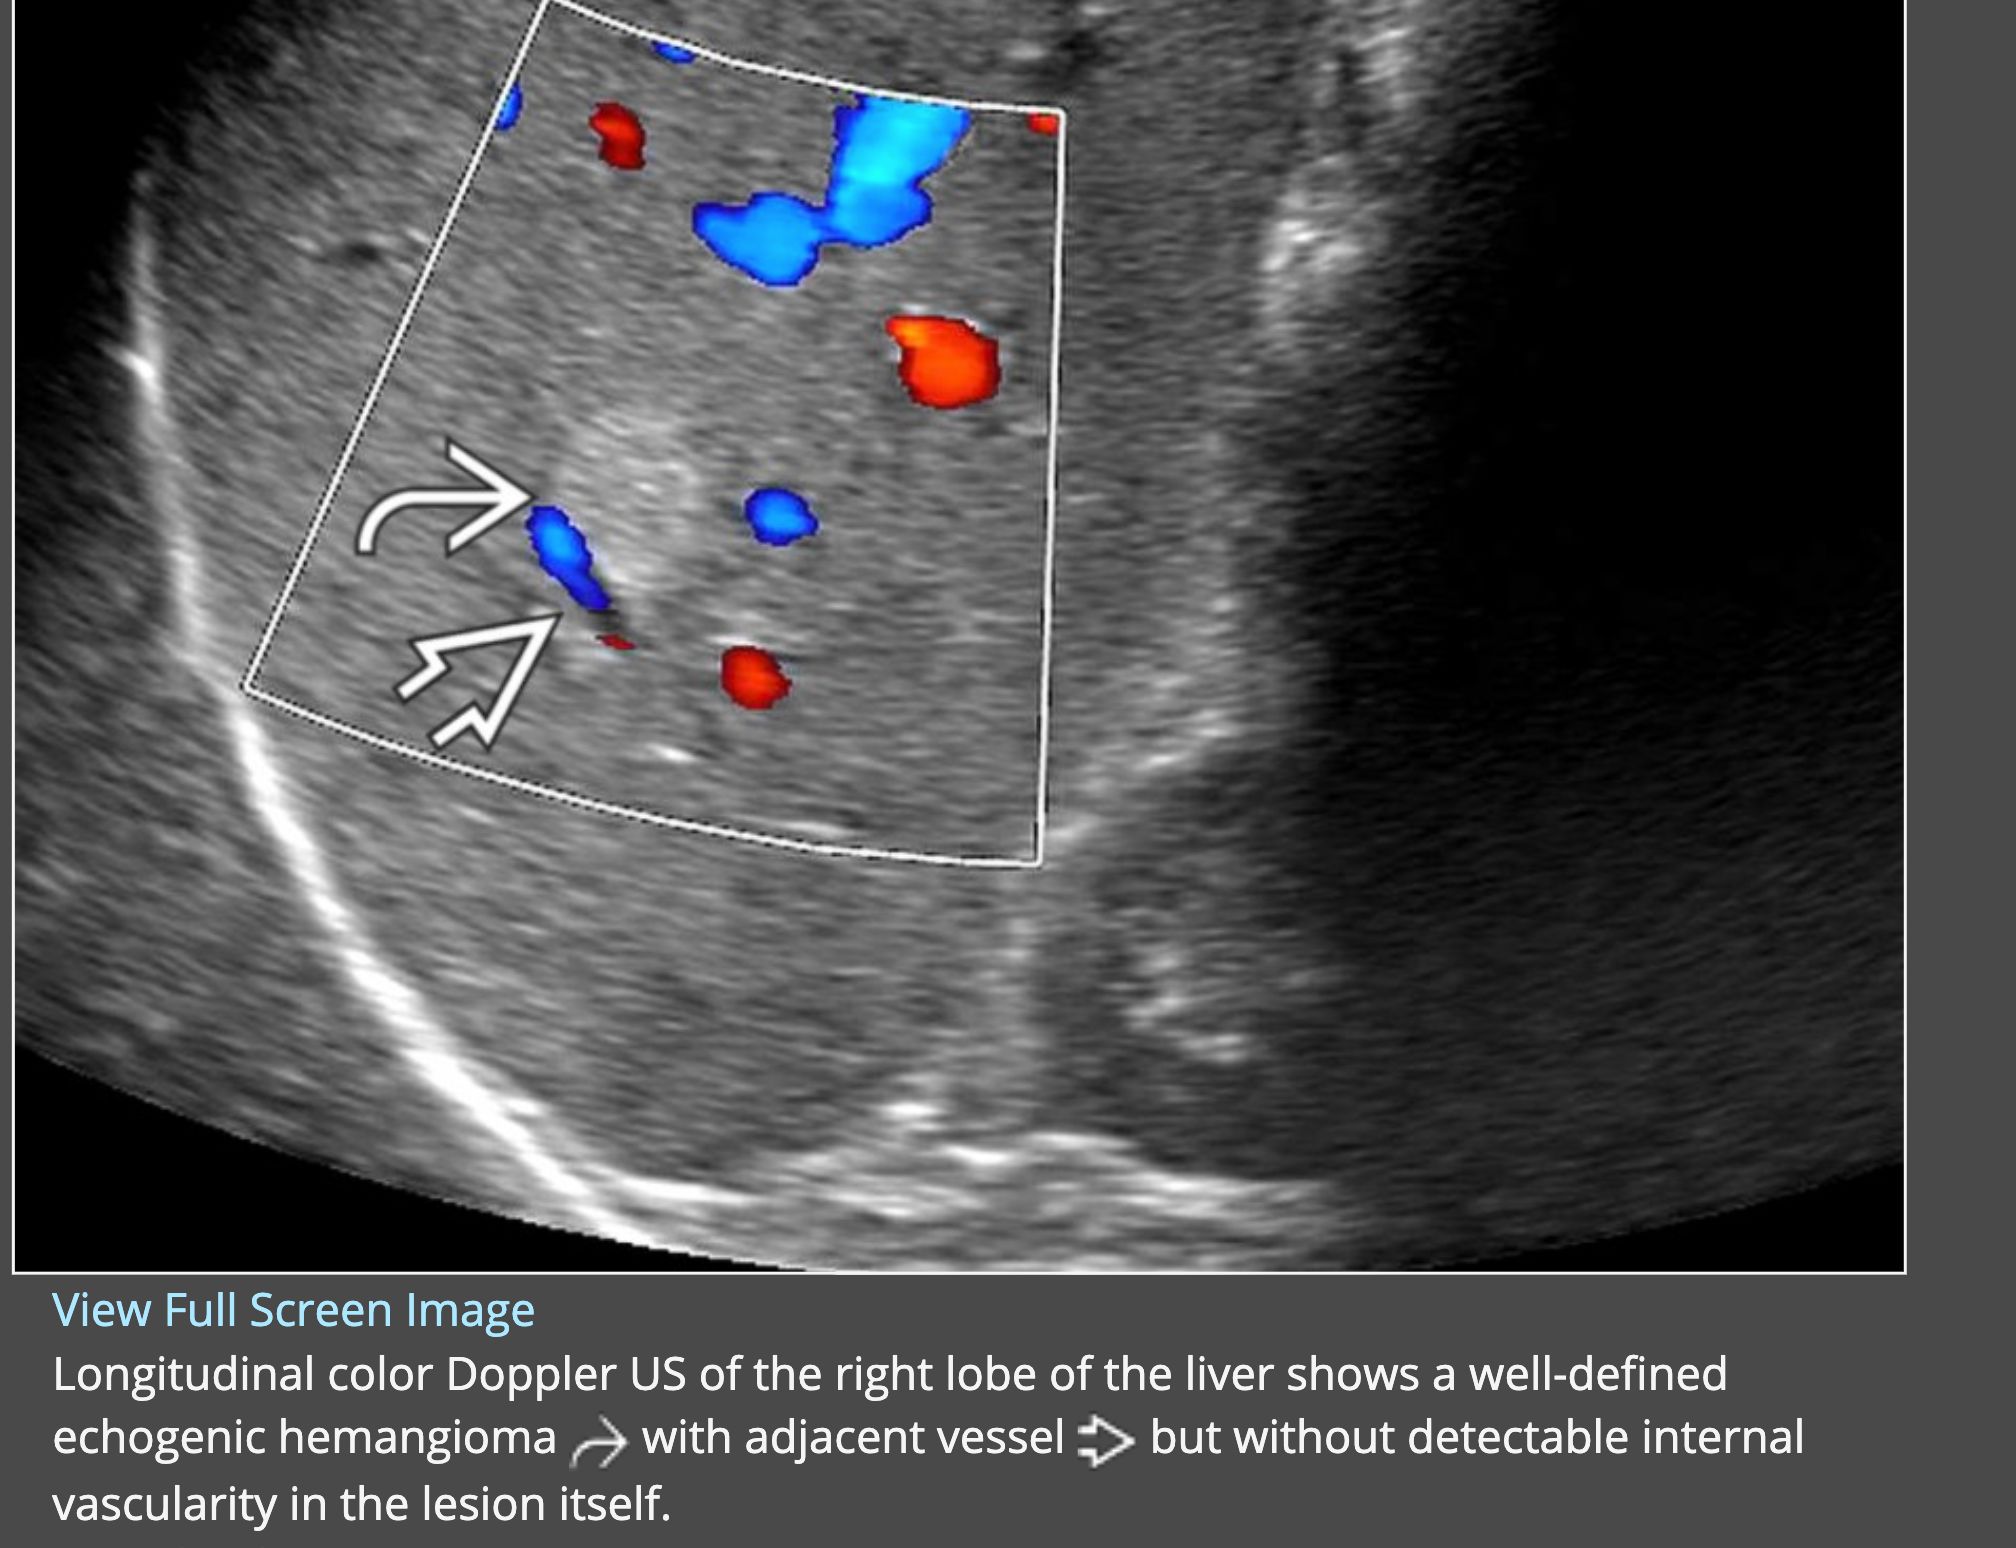 View Full Screen Image
Longitudinal color Doppler US of the right lobe of the liver shows a well-defined
echogenic hemangioma with adjacent vessel but without detectable internal
vascularity in the lesion itself.